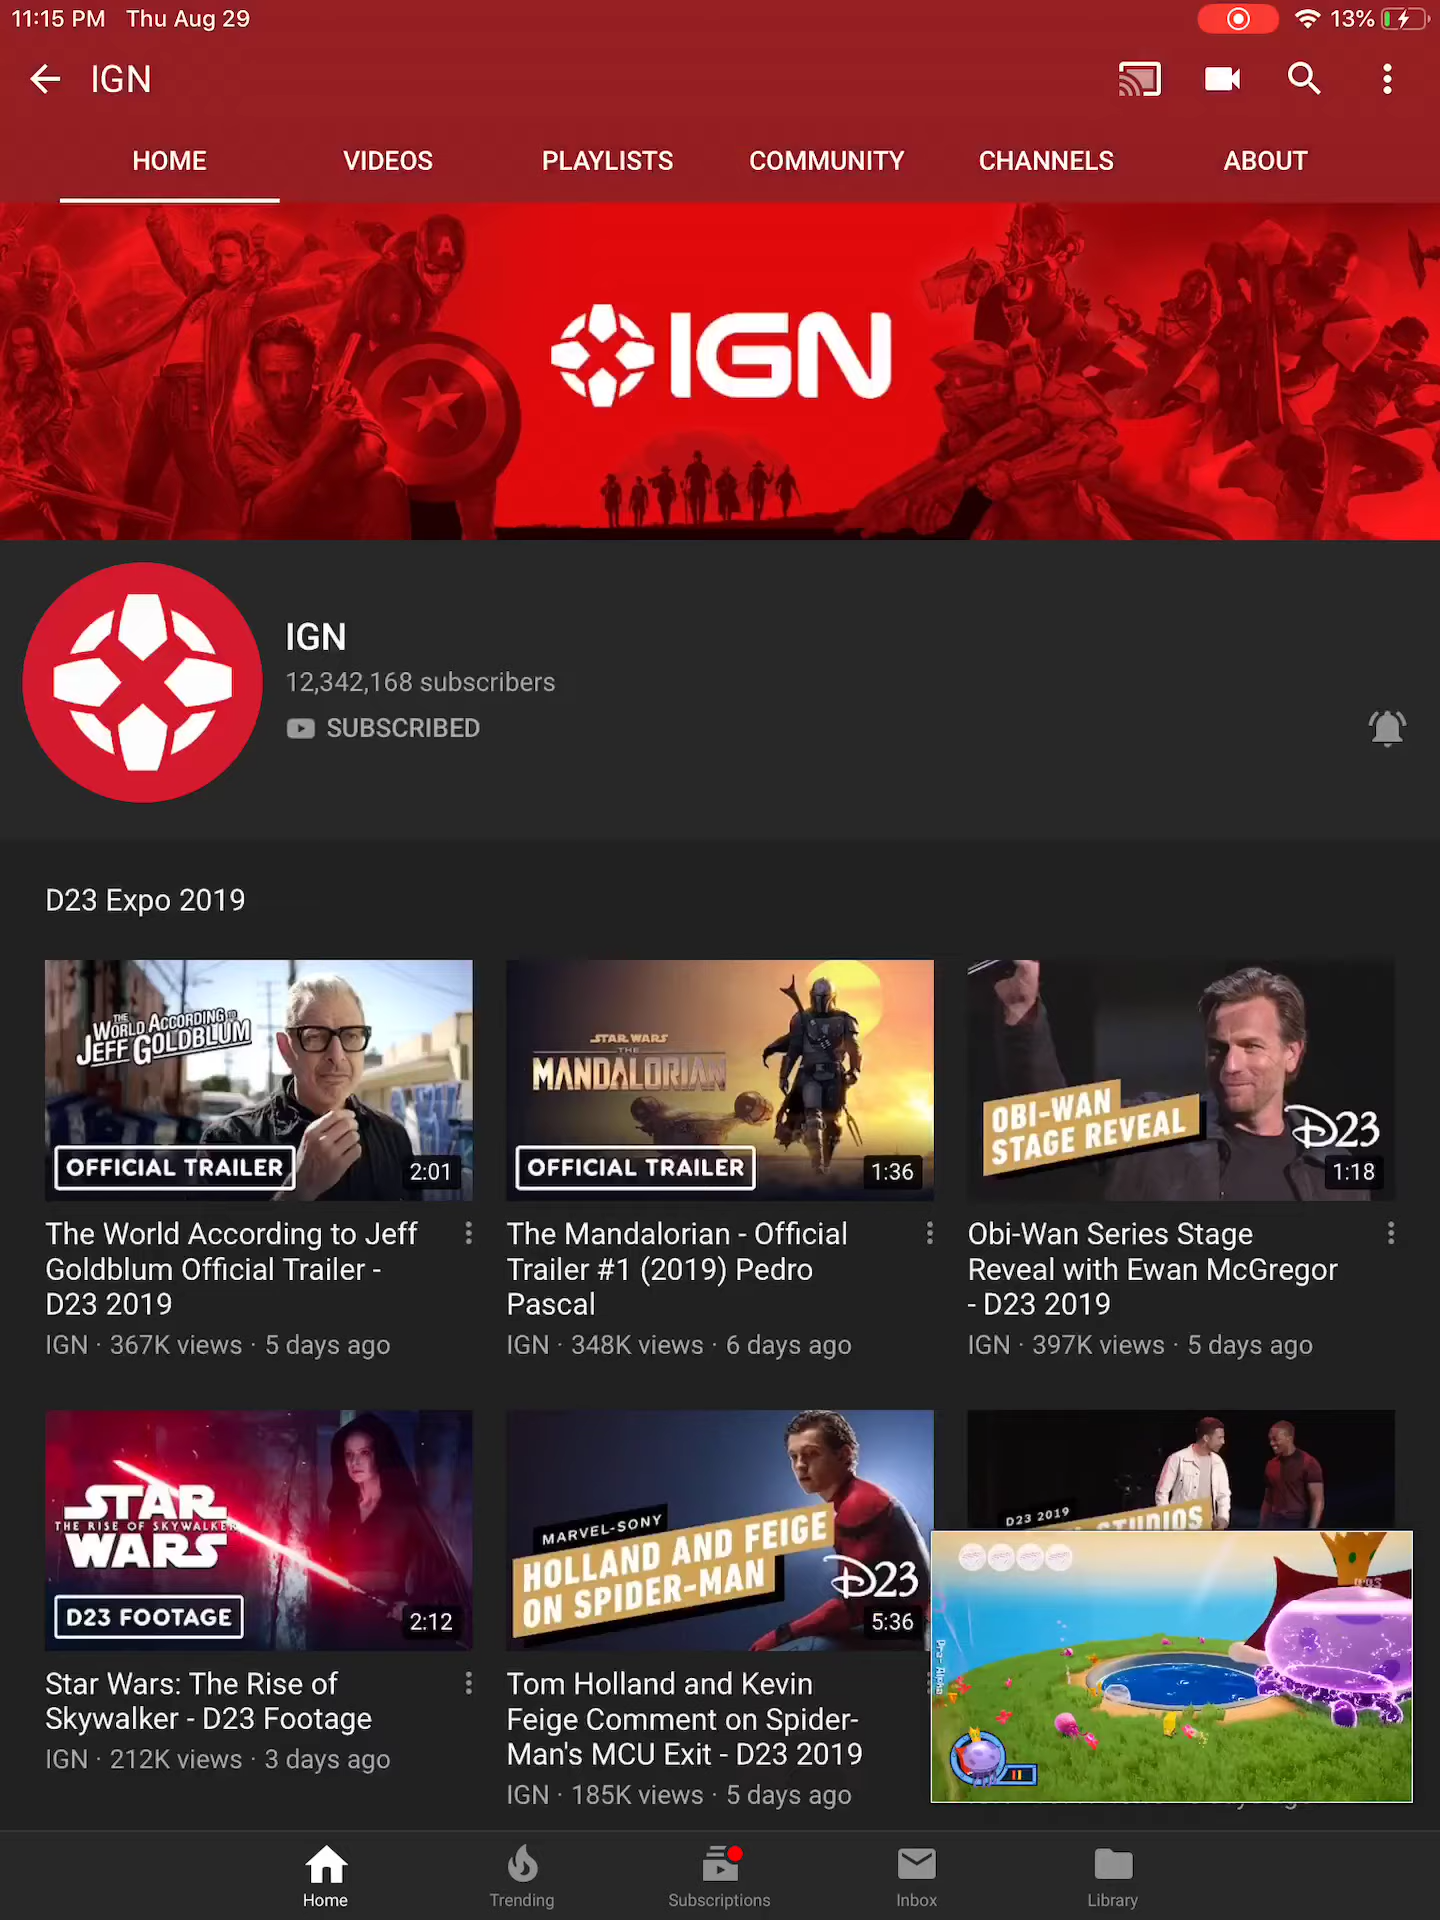 11:15 PM Thu Aug 29
13%
IGN
HOME VIDEOS PLAYLISTS COMMUNITY CHANNELS ABOUT
IGN
IGN
12,342,168 subscribers
SUBSCRIBED
D23 Expo 2019
THE
WORLD ACCORDING TO
JEFF GOLDBLUM
OFFICIAL TRAILER
2:01
STAR WARS
THE
MANDALORIAN
OFFICIAL TRAILER
1:36
OBI-WAN
STAGE REVEAL
D23
1:18
The World According to Jeff
Goldblum Official Trailer -
D23 2019
IGN · 367K views · 5 days ago
The Mandalorian - Official
Trailer #1 (2019) Pedro
Pascal
IGN · 348K views · 6 days ago
Obi-Wan Series Stage
Reveal with Ewan McGregor
- D23 2019
IGN · 397K views · 5 days ago
STAR
THE RISE OF SKYWALKER
WARS
D23 FOOTAGE
2:12
MARVEL-SONY
HOLLAND AND FEIGE
ON SPIDER-MAN
D23
5:36
D23 2019
STUDIOS
Star Wars: The Rise of
Skywalker - D23 Footage
IGN · 212K views · 3 days ago
Tom Holland and Kevin
Feige Comment on Spider-
Man's MCU Exit - D23 2019
IGN · 185K views · 5 days ago
Home Trending Subscriptions Inbox Library